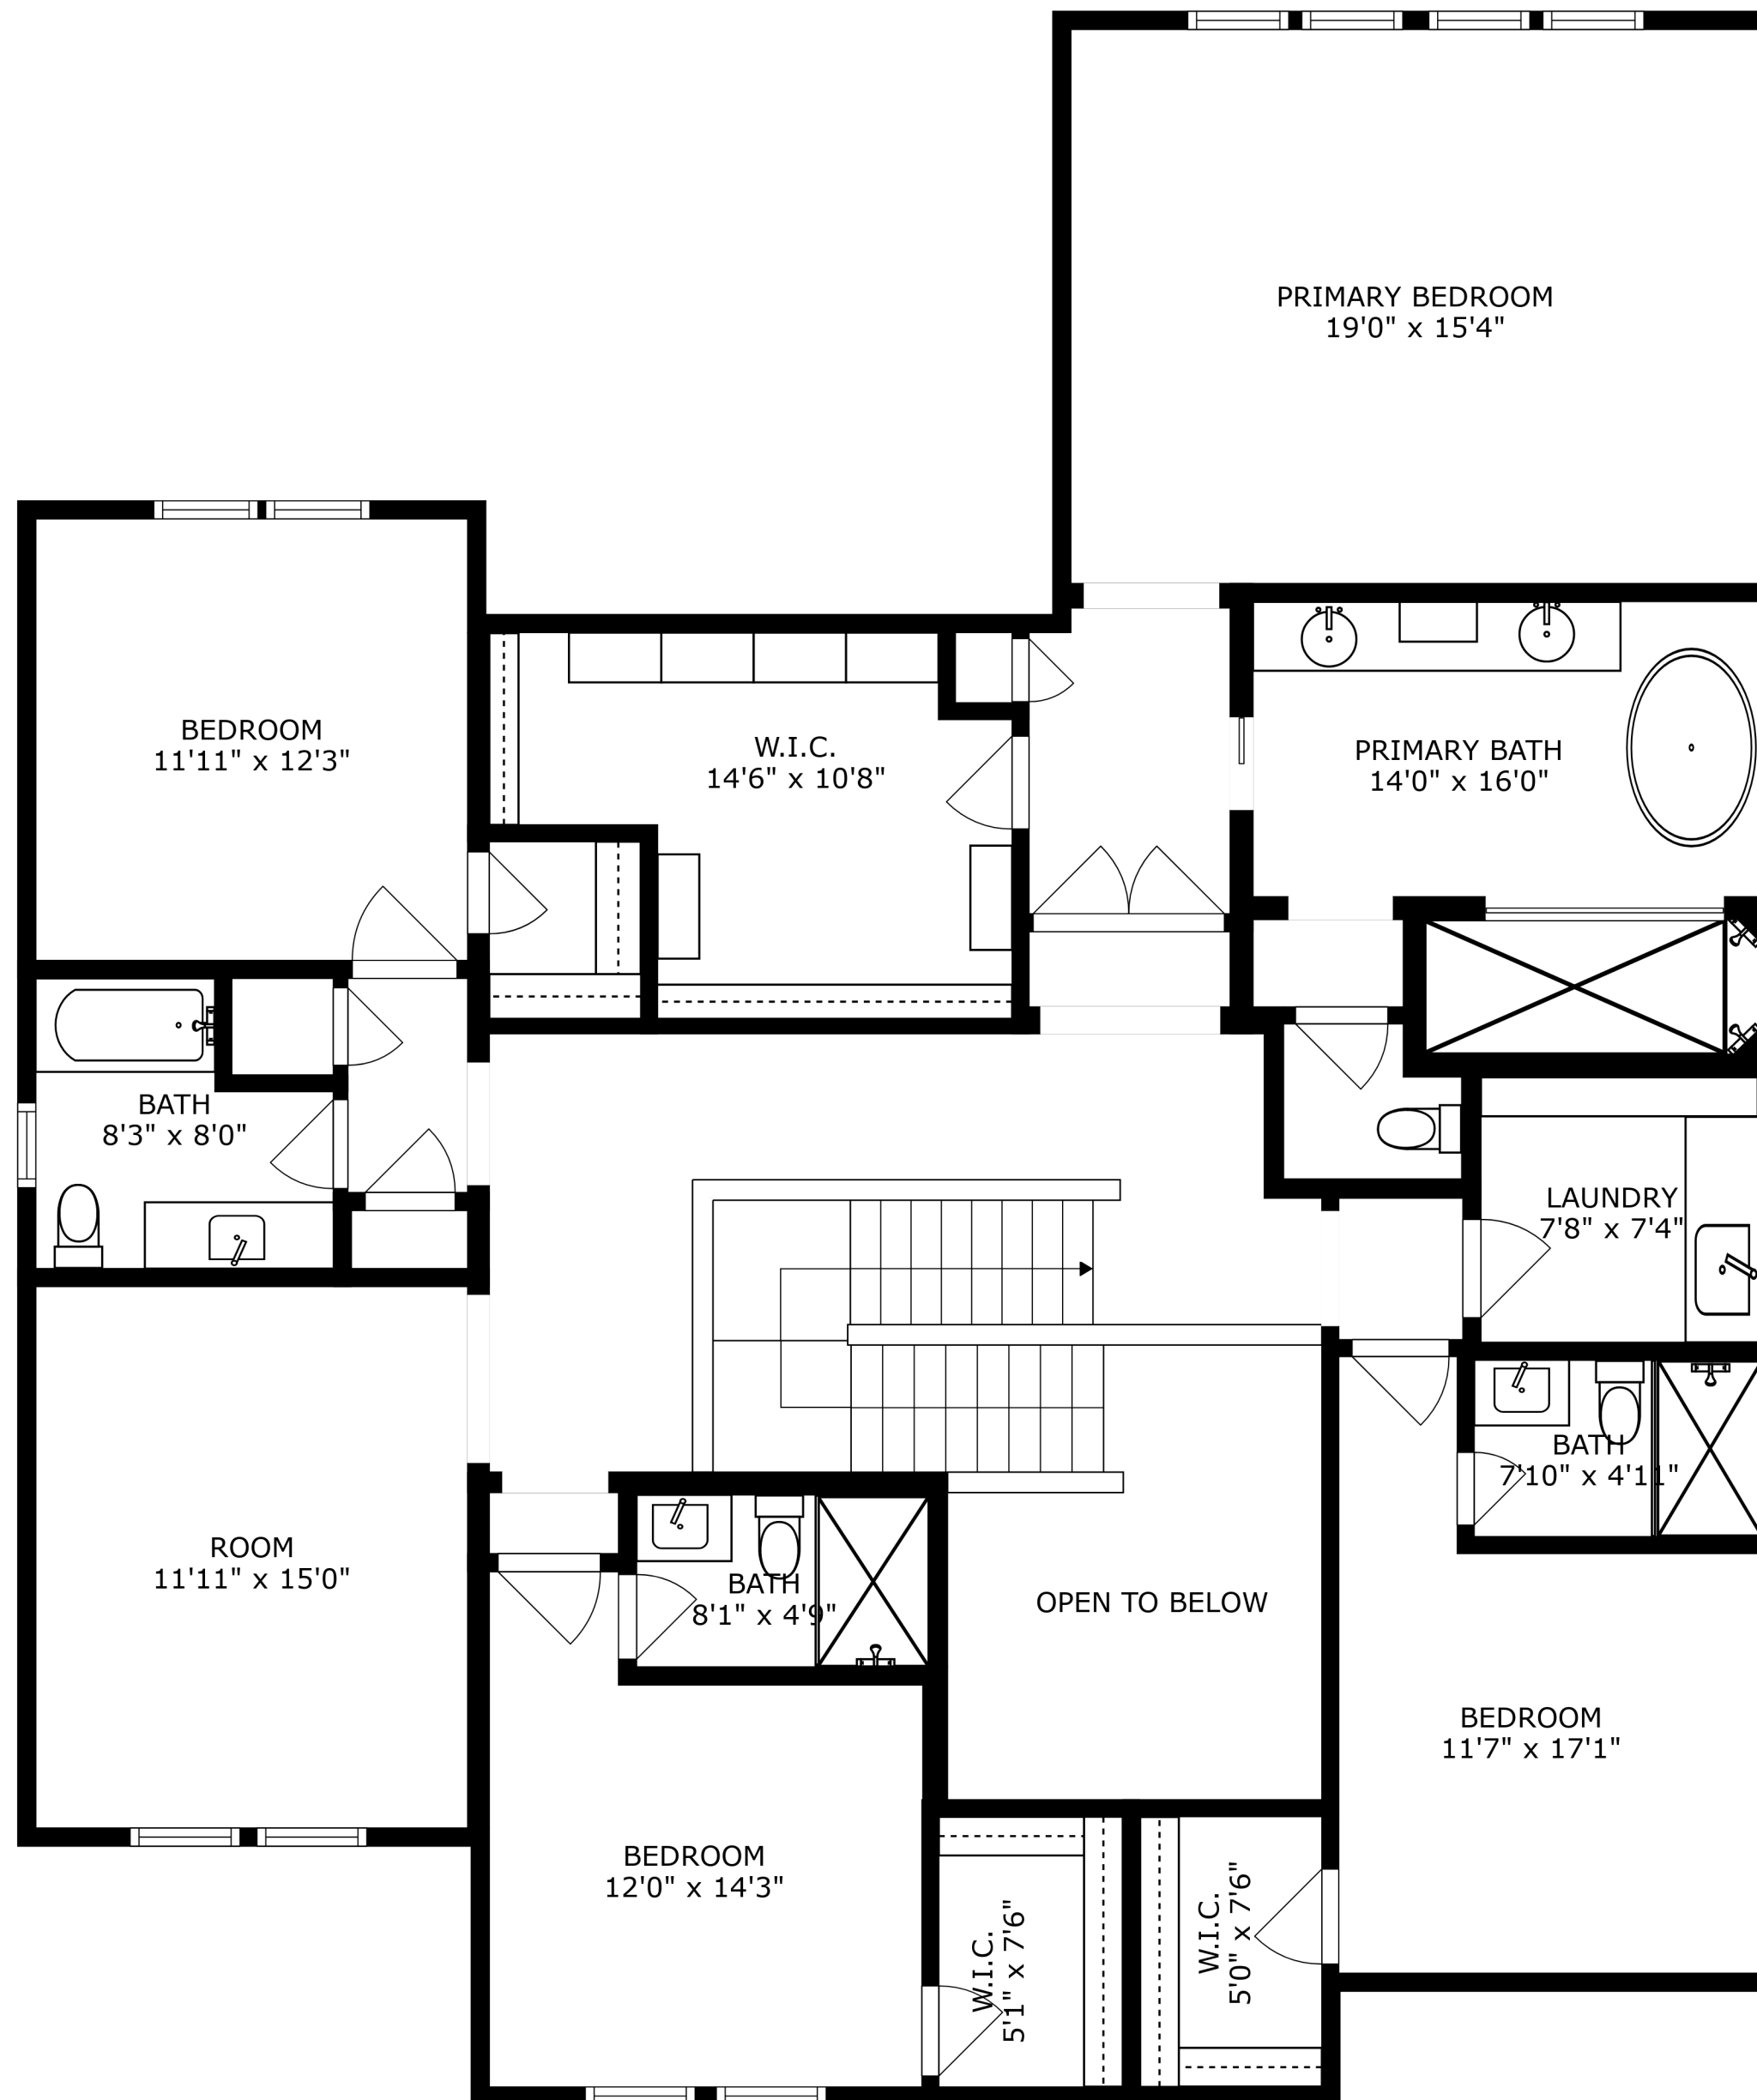 PRIMARY BEDROOM
19'0" x 15'4"
BEDROOM
11'11" x 12'3"
W.I.C.
14'6" x 10'8"
PRIMARY BATH
14'0" x 16'0"
BATH
8'3" x 8'0"
LAUNDRY
7'8" x 7'4"
BATH
7'10" x 4'11"
ROOM
11'11" x 15'0"
BATH
8'1" x 4'9"
OPEN TO BELOW
BEDROOM
11'7" x 17'1"
BEDROOM
12'0" x 14'3"
W.I.C.
5'1" x 7'6"
W.I.C.
5'0" x 7'6"